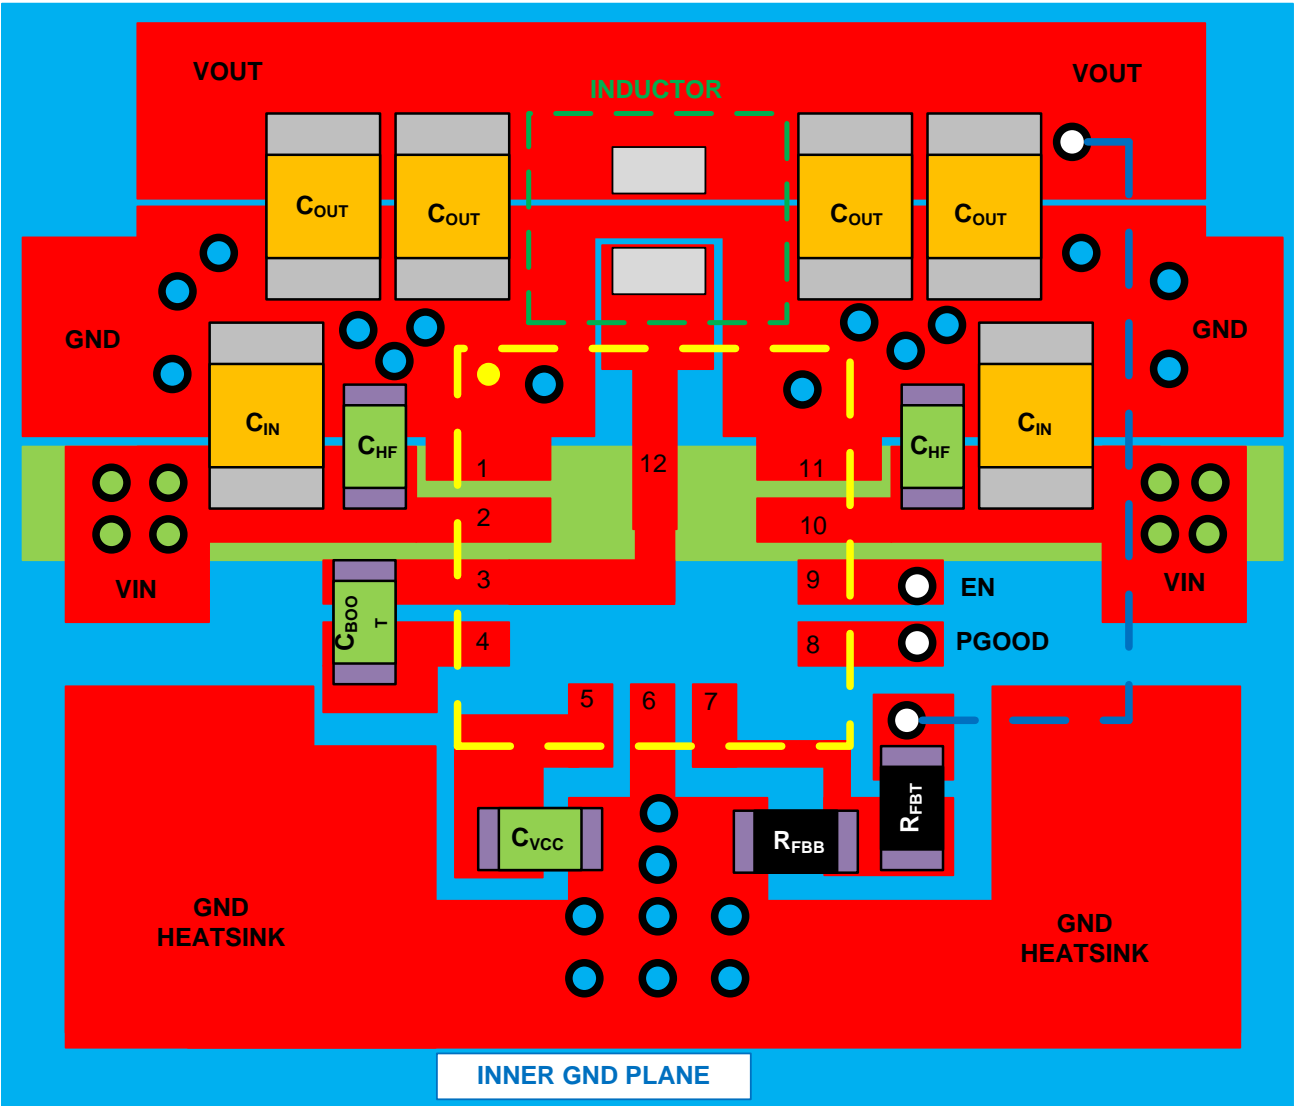 VOUT
VOUT
INDUCTOR
COUT
COUT
COUT
COUT
GND
GND
CIN
CHF
CHF
CIN
1
12
11
2
10
3
9
EN
VIN
VIN
CBOO
T
4
8
PGOOD
5
6
7
CVCC
RFBB
RFBT
GND
HEATSINK
GND
HEATSINK
INNER GND PLANE